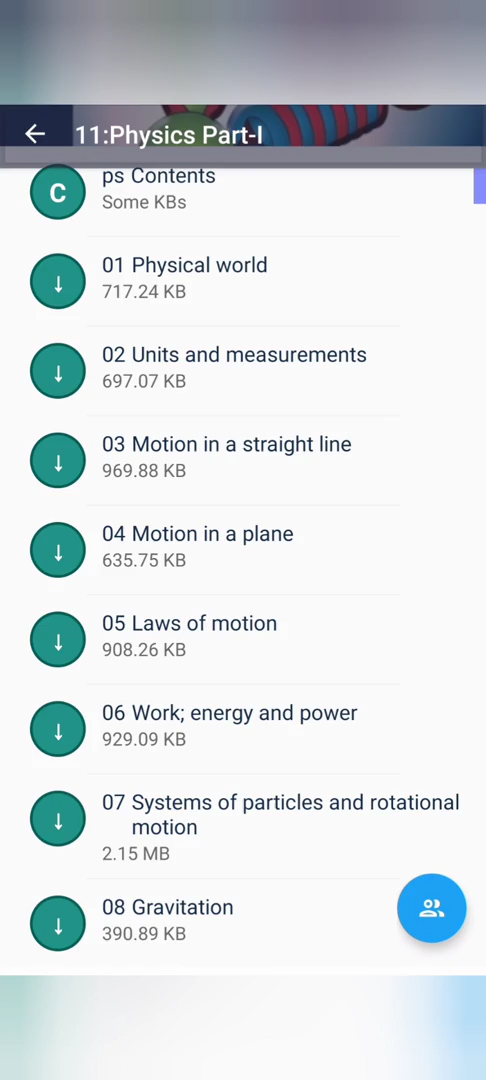 11:Physics Part-I
C
ps Contents
Some KBs
01 Physical world
717.24 KB
02 Units and measurements
697.07 KB
03 Motion in a straight line
969.88 KB
04 Motion in a plane
635.75 KB
05 Laws of motion
908.26 KB
06 Work; energy and power
929.09 KB
07 Systems of particles and rotational
motion
2.15 MB
08 Gravitation
390.89 KB